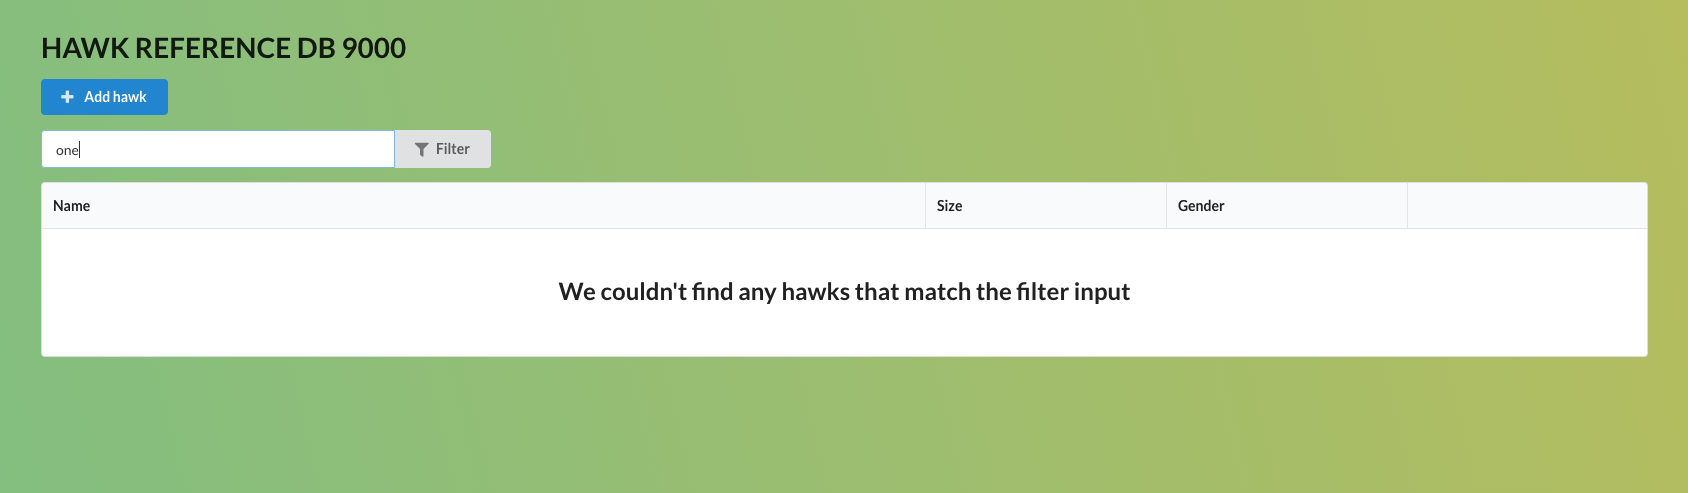 HAWK REFERENCE DB 9000
Add hawk
one
Filter
Name Size Gender
We couldn't find any hawks that match the filter input